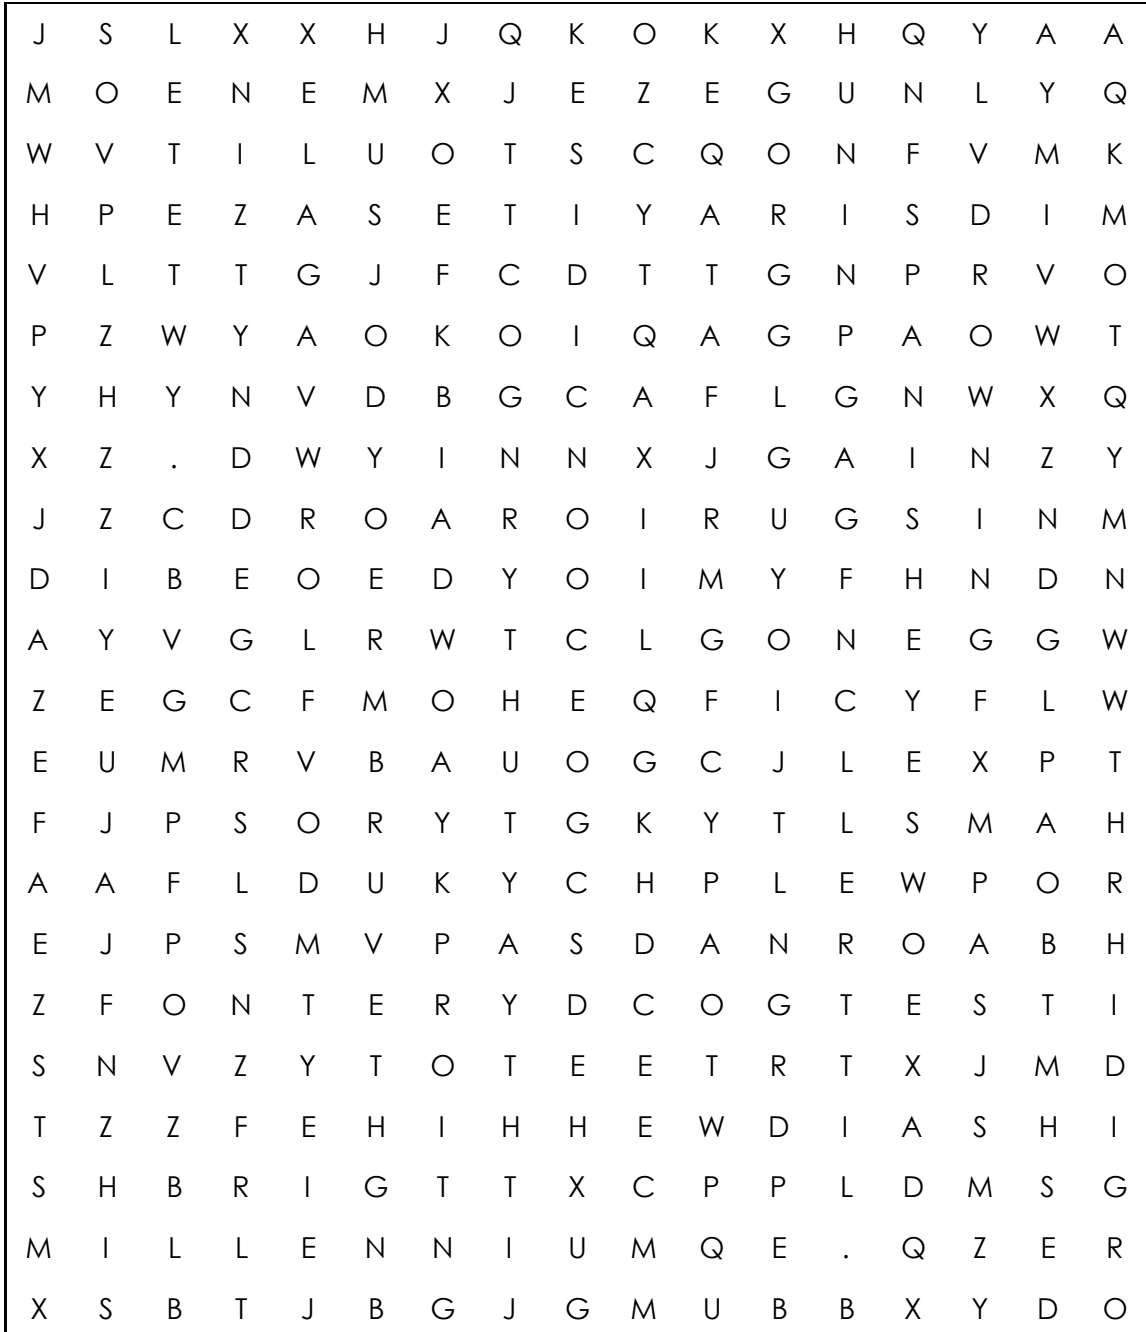 J S L X X H J Q K O K X H Q Y A A
M O E N E M X J E Z E G U N L Y Q
W V T I L U O T S C Q O N F V M K
H P E Z A S E T I Y A R I S D I M
V L T T G J F C D T T G N P R V O
P Z W Y A O K O I Q A G P A O W T
Y H Y N V D B G C A F L G N W X Q
X Z . D W Y I N N X J G A I N Z Y
J Z C D R O A R O I R U G S I N M
D I B E O E D Y O I M Y F H N D N
A Y V G L R W T C L G O N E G G W
Z E G C F M O H E Q F I C Y F L W
E U M R V B A U O G C J L E X P T
F J P S O R Y T G K Y T L S M A H
A A F L D U K Y C H P L E W P O R
E J P S M V P A S D A N R O A B H
Z F O N T E R Y D C O G T E S T I
S N V Z Y T O T E E T R T X J M D
T Z Z F E H I H H E W D I A S H I
S H B R I G T T X C P P L D M S G
M I L L E N N I U M Q E . Q Z E R
X S B T J B G J G M U B B X Y D O